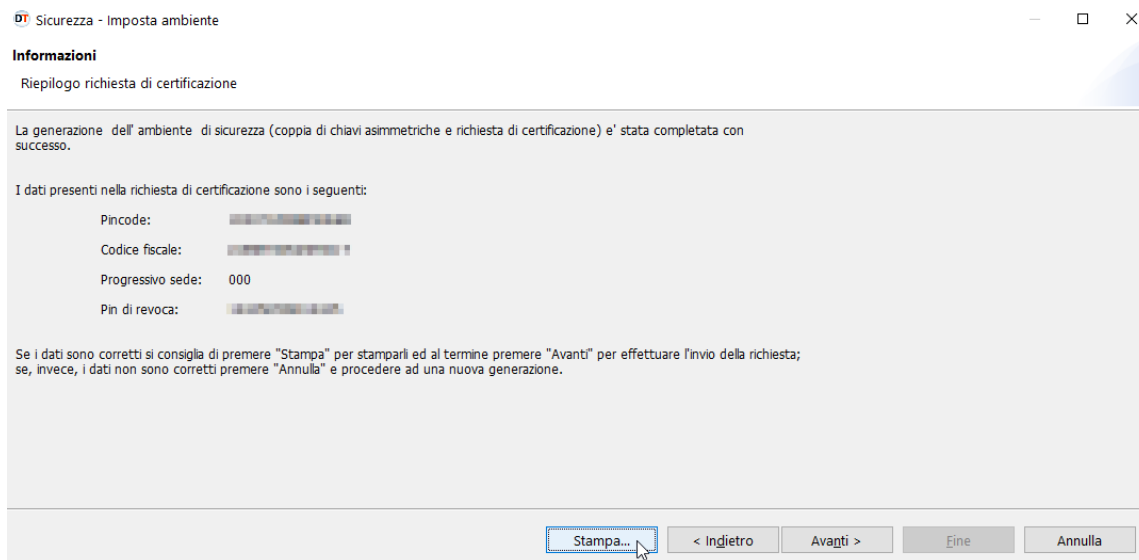 DT Sicurezza - Imposta ambiente
Informazioni
Riepilogo richiesta di certificazione
La generazione dell' ambiente di sicurezza (coppia di chiavi asimmetriche e richiesta di certificazione) e' stata completata con
successo.
I dati presenti nella richiesta di certificazione sono i seguenti:
Pincode:
Codice fiscale:
Progressivo sede: 000
Pin di revoca:
Se i dati sono corretti si consiglia di premere "Stampa" per stamparli ed al termine premere "Avanti" per effettuare l'invio della richiesta;
se, invece, i dati non sono corretti premere "Annulla" e procedere ad una nuova generazione.
Stampa... < Indietro Avanti > Fine Annulla